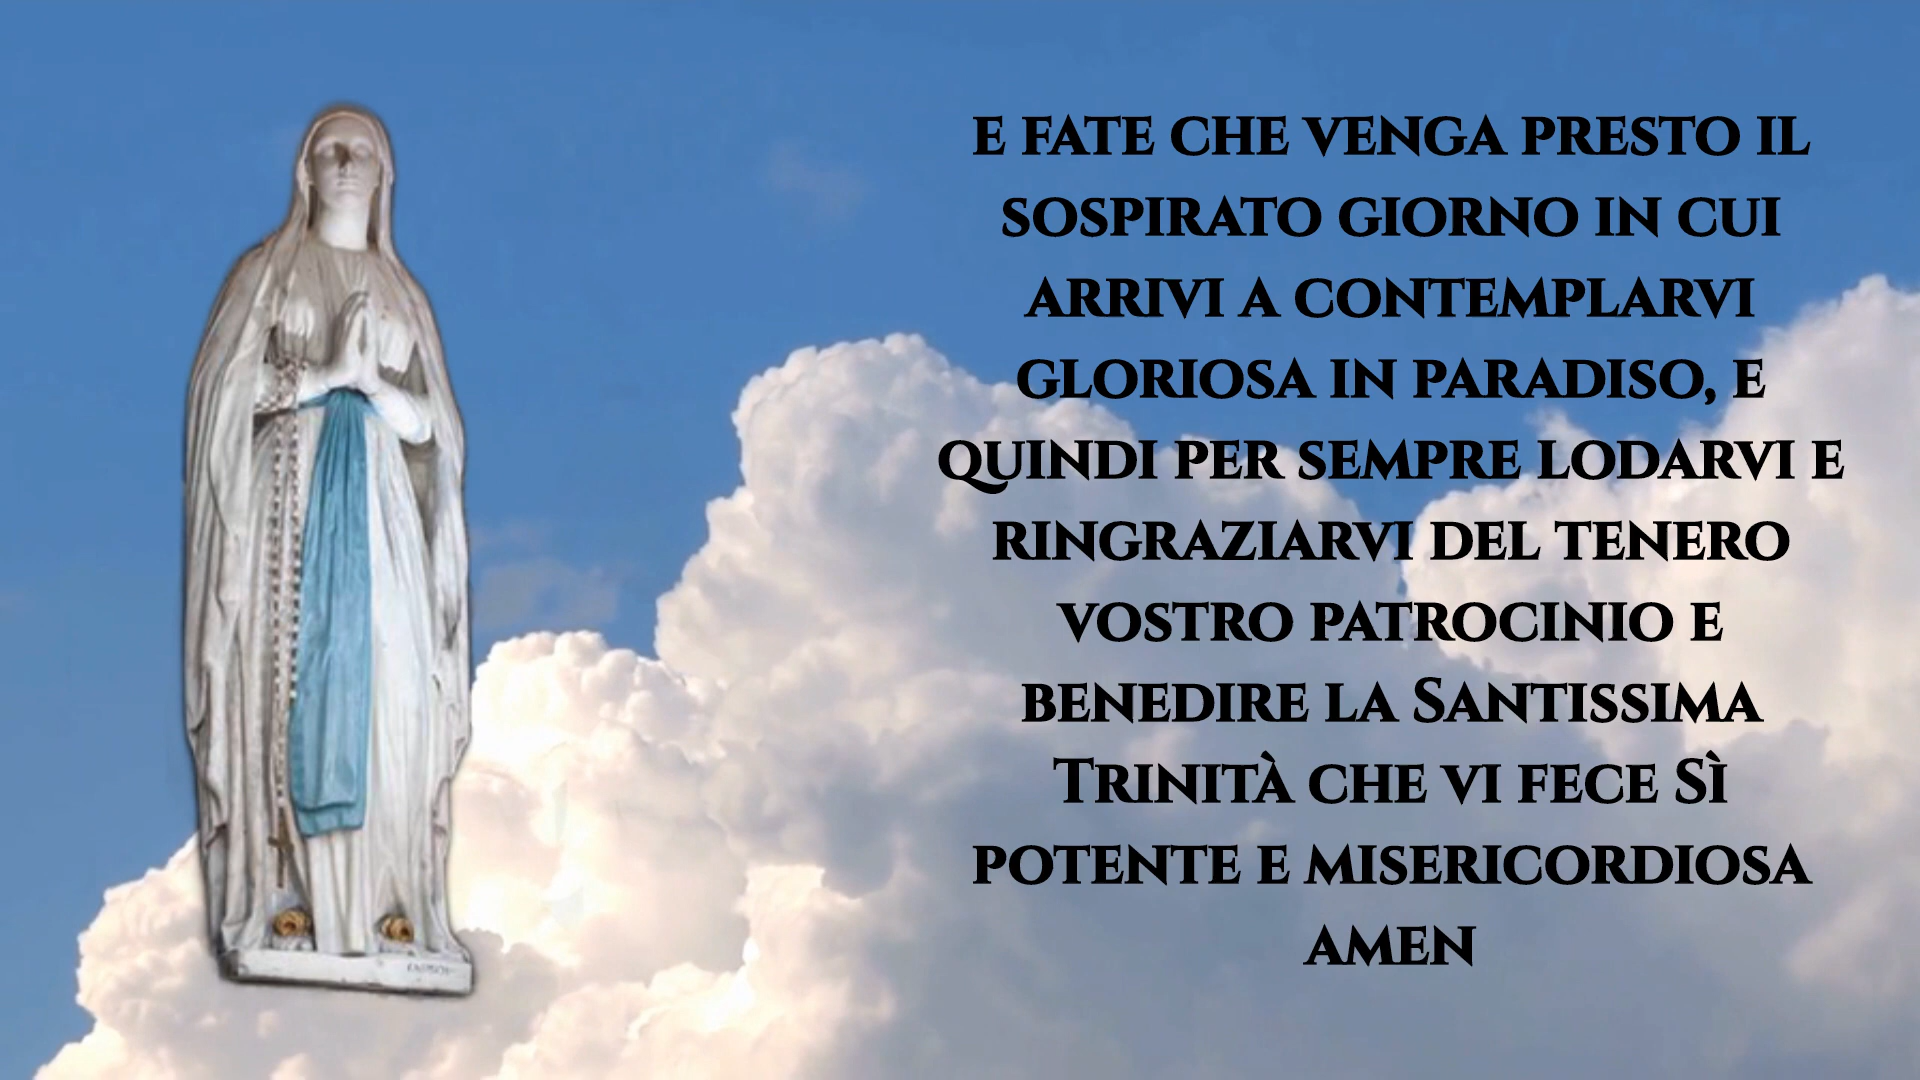 E FATE CHE VENGA PRESTO IL
SOSPIRATO GIORNO IN CUI
ARRIVI A CONTEMPLARVI
GLORIOSA IN PARADISO, E
QUINDI PER SEMPRE LODARVI E
RINGRAZIARVI DEL TENERO
VOSTRO PATROCINIO E
BENEDIRE LA SANTISSIMA
TRINITÀ CHE VI FECE SÌ
POTENTE E MISERICORDIOSA
AMEN